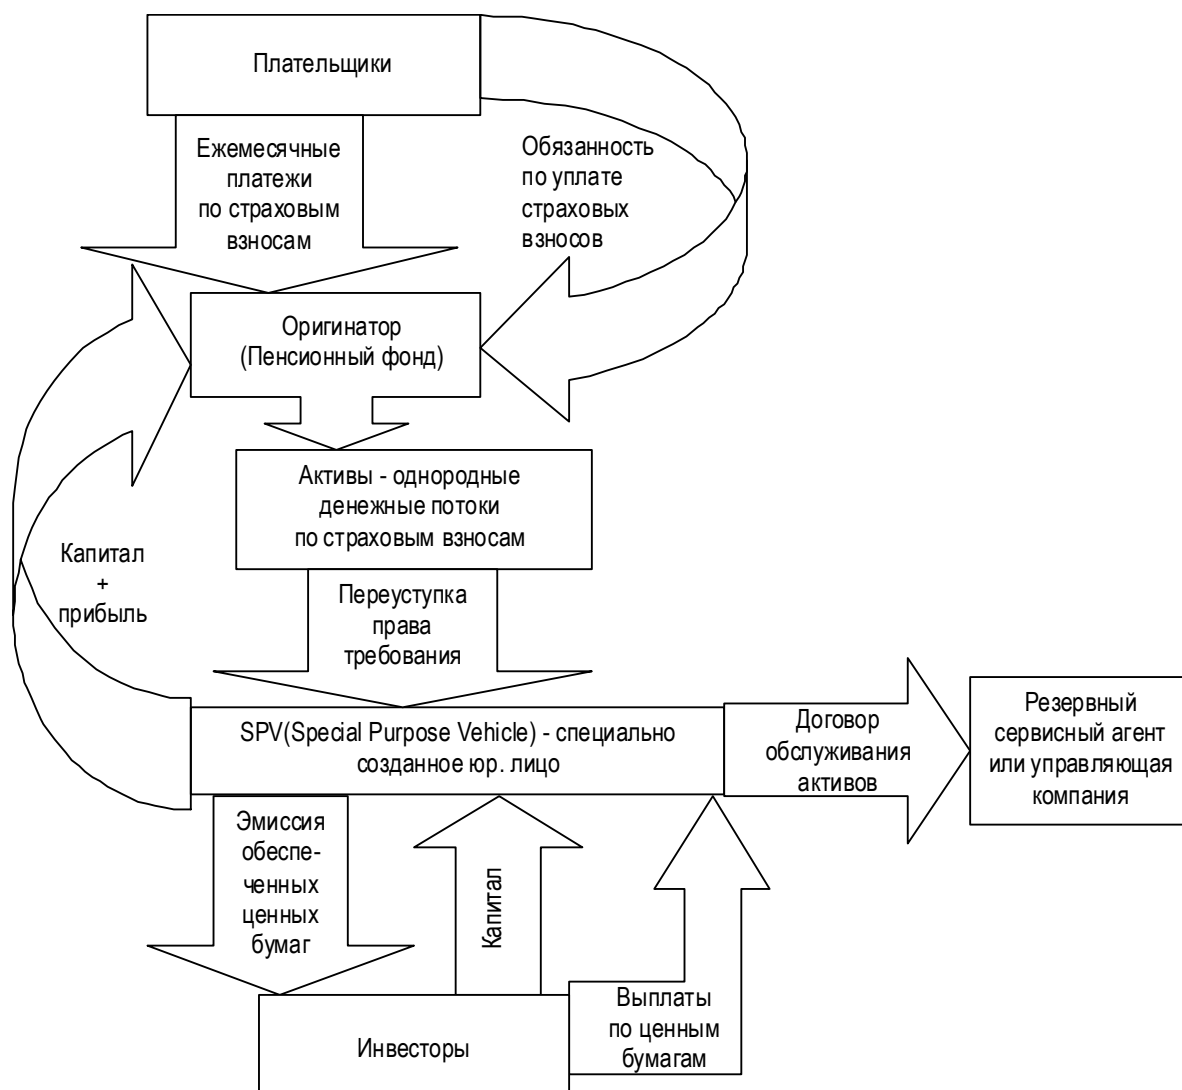 Плательщики
Ежемесячные
платежи
по страховым
взносам
Обязанность
по уплате
страховых
взносов
Оригинатор
(Пенсионный фонд)
Активы - однородные
денежные потоки
по страховым взносам
Капитал
+
прибыль
Переуступка
права
требования
SPV(Special Purpose Vehicle) - специально
созданное юр. лицо
Договор
обслуживания
активов
Резервный
сервисный агент
или управляющая
компания
Эмиссия
обеспе-
ченных
ценных
бумаг
Капитал
Выплаты
по ценным
бумагам
Инвесторы